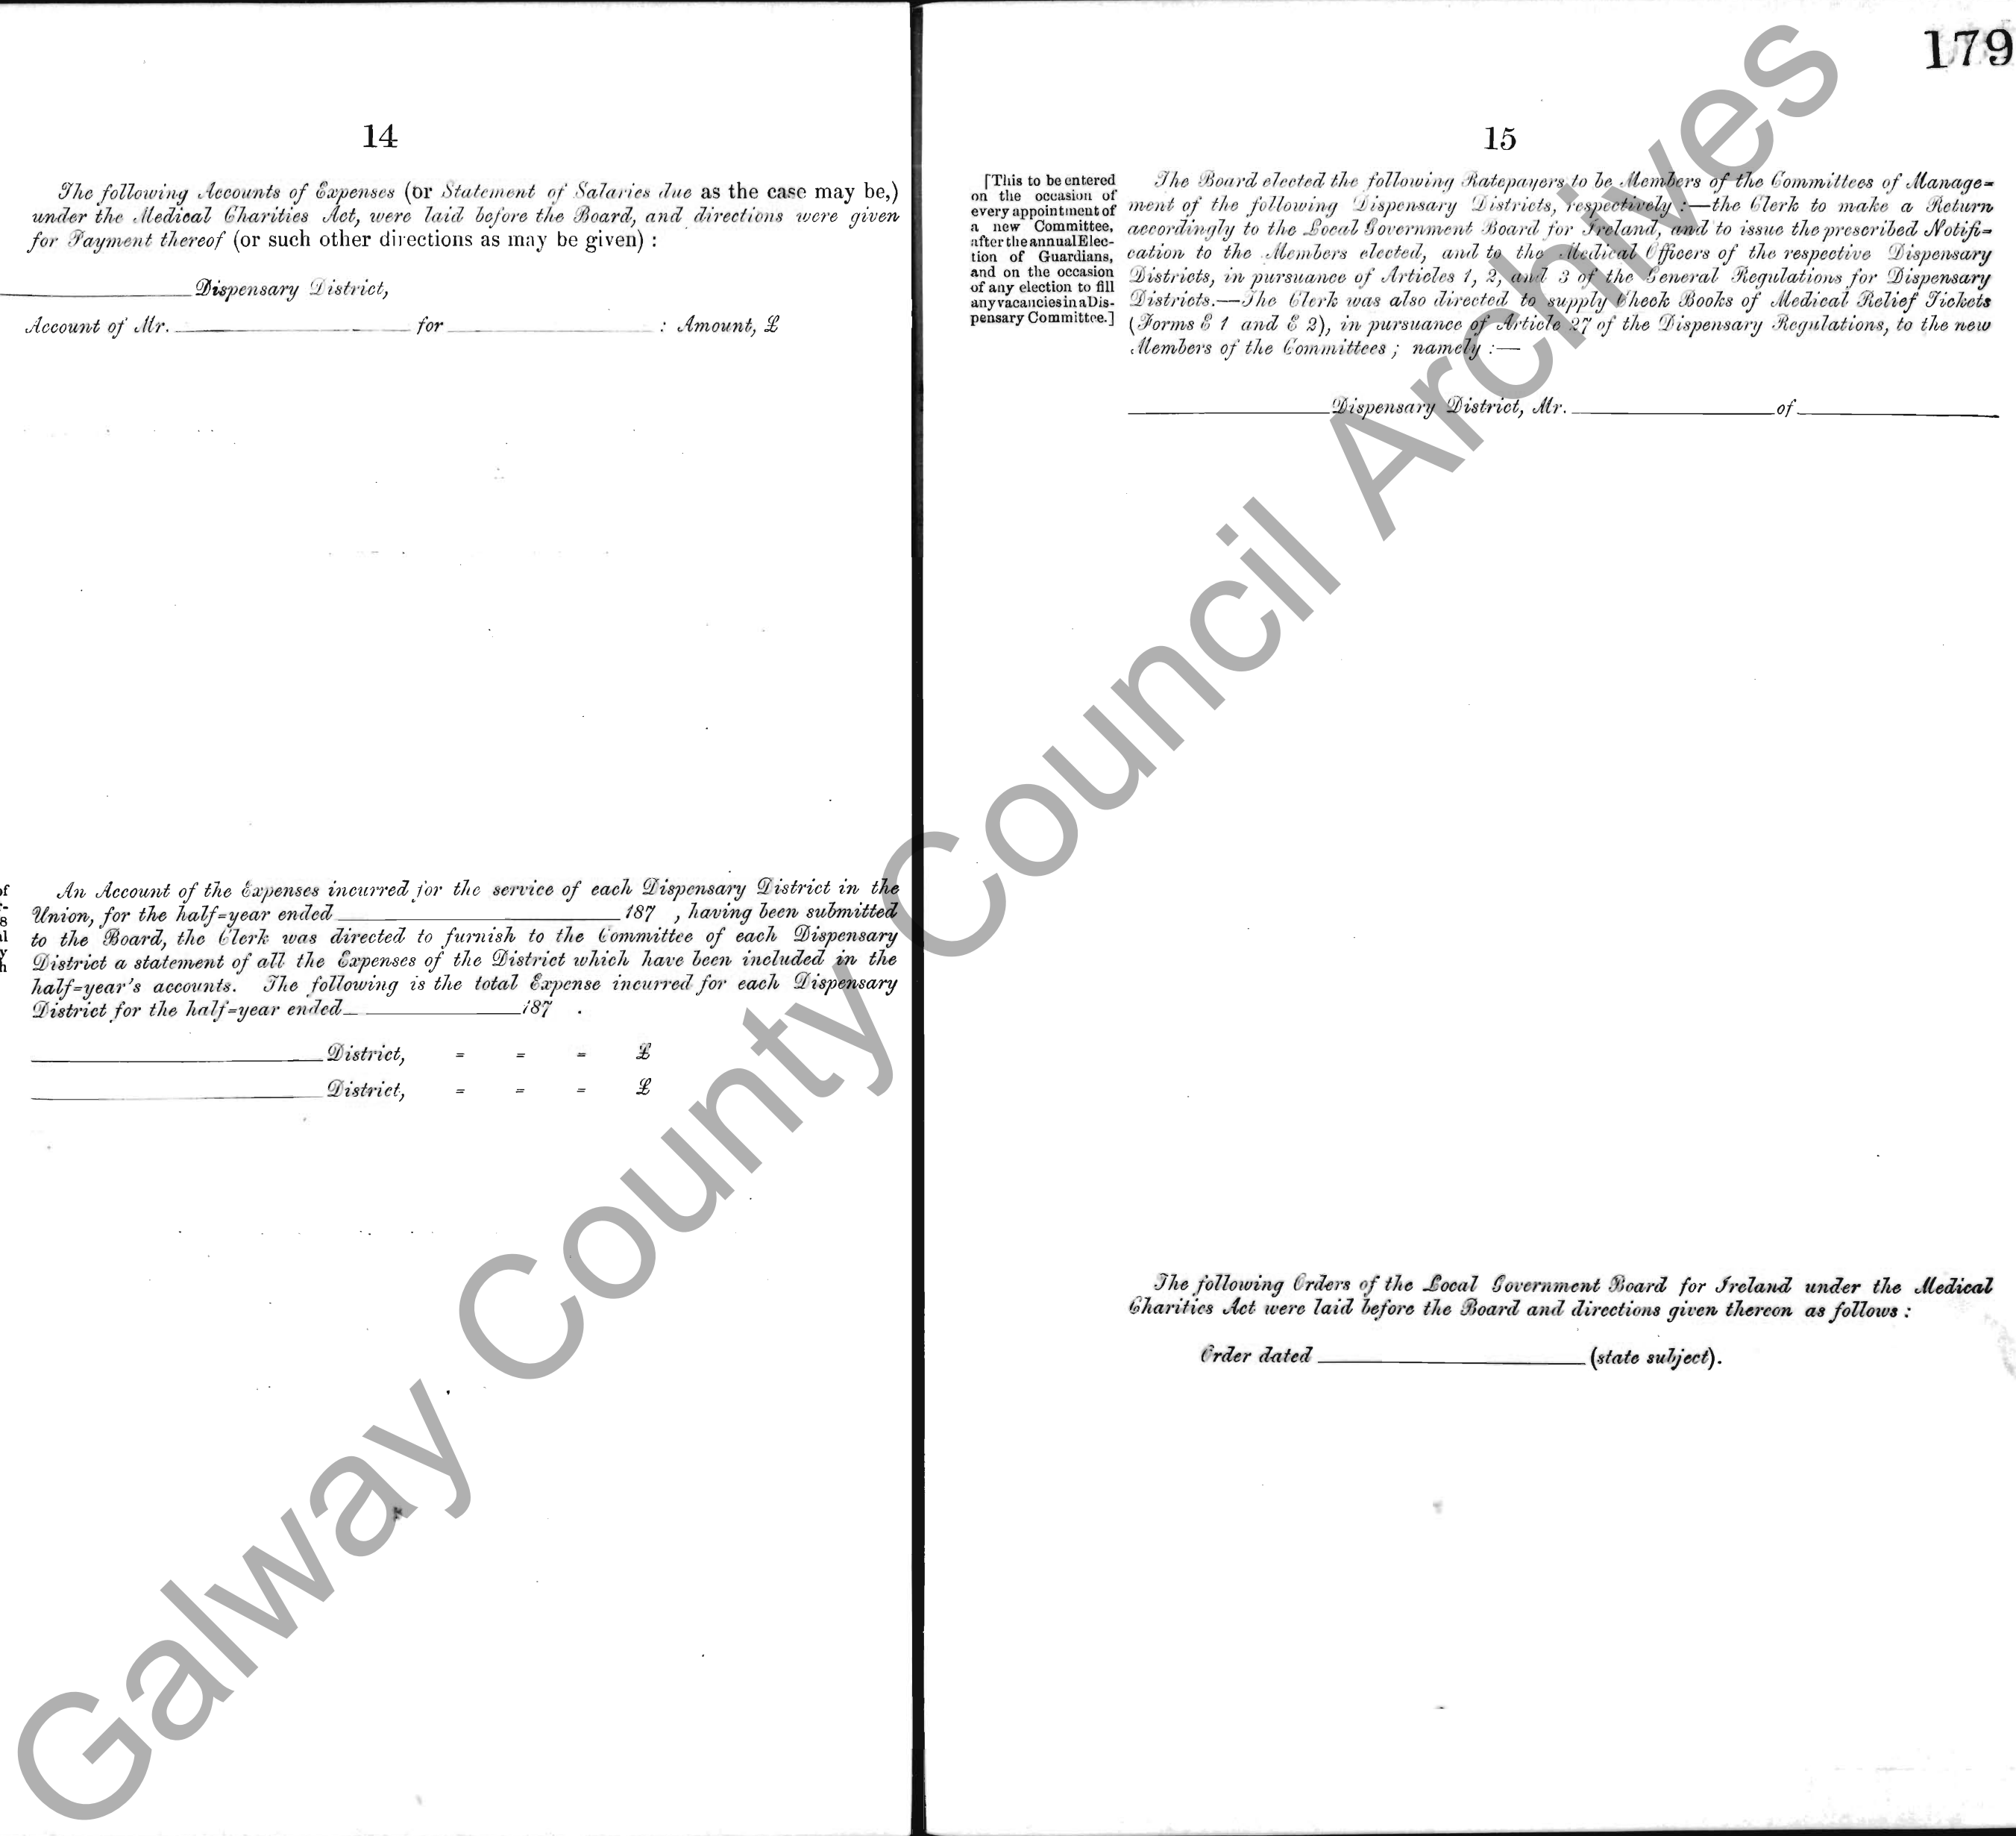 14
The following Accounts of Expenses (or Statement of Salaries due as the case may be,)
under the Medical Charities Act, were laid before the Board, and directions were given
for Payment thereof (or such other directions as may be given) :
Dispensary District,
Account of Mr. for : Amount, £
An Account of the Expenses incurred for the service of each Dispensary District in the
Union, for the half=year ended 187 , having been submitted
to the Board, the Clerk was directed to furnish to the Committee of each Dispensary
District a statement of all the Expenses of the District which have been included in the
half=year's accounts. The following is the total Expense incurred for each Dispensary
District for the half=year ended 187 .
District, = = = £
District, = = = £
179
15
[This to be entered
on the occasion of
every appointment of
a new Committee,
after the annual Elec-
tion of Guardians,
and on the occasion
of any election to fill
any vacancies in a Dis-
pensary Committee.]
The Board elected the following Ratepayers to be Members of the Committees of Manage=
ment of the following Dispensary Districts, respectively :—the Clerk to make a Return
accordingly to the Local Government Board for Ireland, and to issue the prescribed Notifi=
cation to the Members elected, and to the Medical Officers of the respective Dispensary
Districts, in pursuance of Articles 1, 2, and 3 of the General Regulations for Dispensary
Districts.—The Clerk was also directed to supply Check Books of Medical Relief Tickets
(Forms E 1 and E 2), in pursuance of Article 27 of the Dispensary Regulations, to the new
Members of the Committees ; namely :—
Dispensary District, Mr. of
The following Orders of the Local Government Board for Ireland under the Medical
Charities Act were laid before the Board and directions given thereon as follows :
Order dated (state subject).
Galway County Council Archives